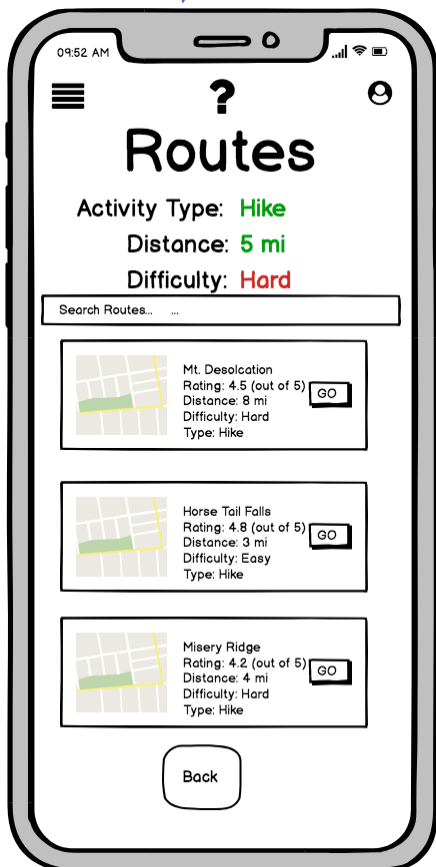 09:52 AM
?
Routes
Activity Type: Hike
Distance: 5 mi
Difficulty: Hard
Search Routes... ...
Mt. Desolcation
Rating: 4.5 (out of 5)
Distance: 8 mi
Difficulty: Hard
Type: Hike
GO
Horse Tail Falls
Rating: 4.8 (out of 5)
Distance: 3 mi
Difficulty: Easy
Type: Hike
GO
Misery Ridge
Rating: 4.2 (out of 5)
Distance: 4 mi
Difficulty: Hard
Type: Hike
GO
Back